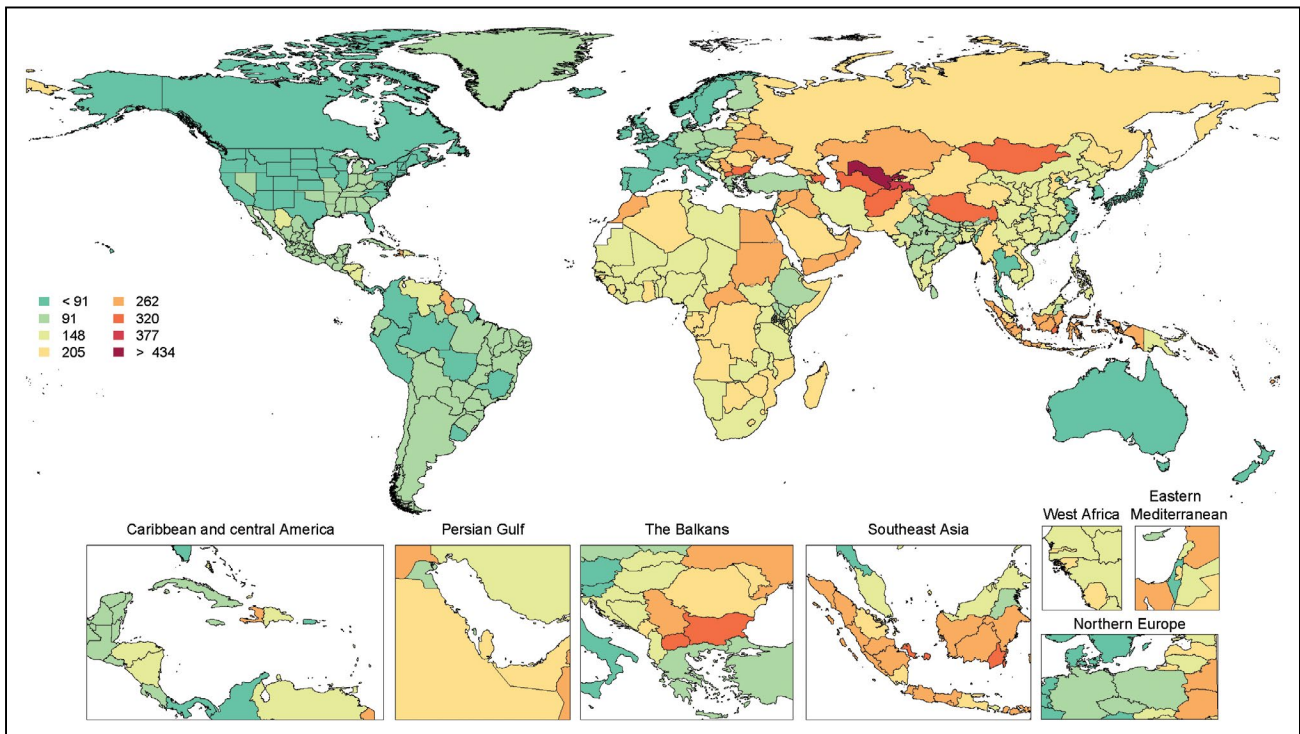 < 91
262
91
320
148
377
205
> 434
Caribbean and central America
Persian Gulf
The Balkans
Southeast Asia
West Africa
Eastern
Mediterranean
Northern Europe